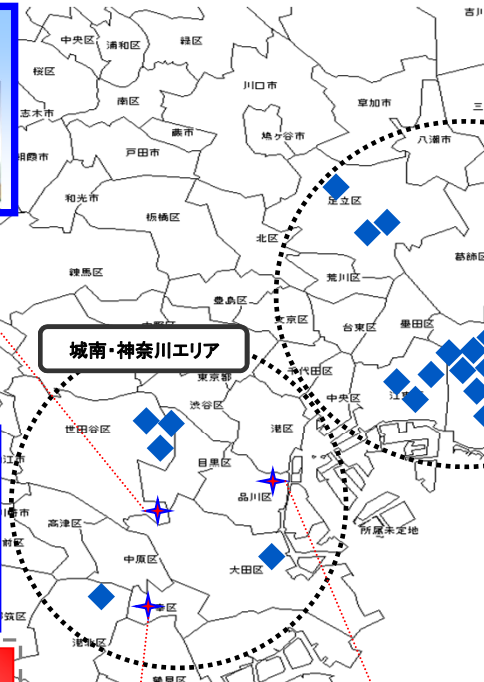 吉川
中央区
浦和区
緑区
桜区
川口市
南区
草加市
志木市
三
蕨市
鳩ヶ谷市
八潮市
朝霞市
戸田市
和光市
足立区
板橋区
北区
葛飾区
練馬区
荒川区
豊島区
文京区
台東区
墨田区
中野区
城南・神奈川エリア
千代田区
東京都
中央区
江東
渋谷区
世田谷区
港区
目黒区
品川区
高津区
所属未定地
中原区
大田区
幸区
港北区
鶴見区